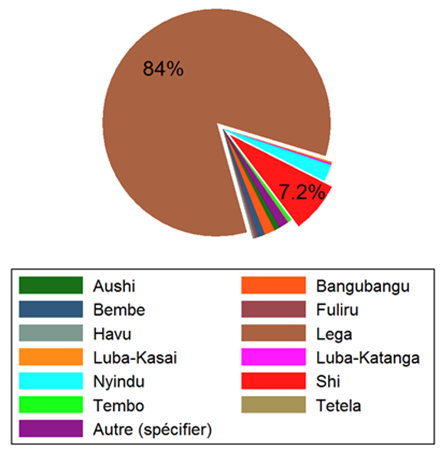 84%
7.2%
Aushi Bangubangu
Bembe Fuliru
Havu Lega
Luba-Kasai Luba-Katanga
Nyindu Shi
Tembo Tetela
Autre (spécifier)